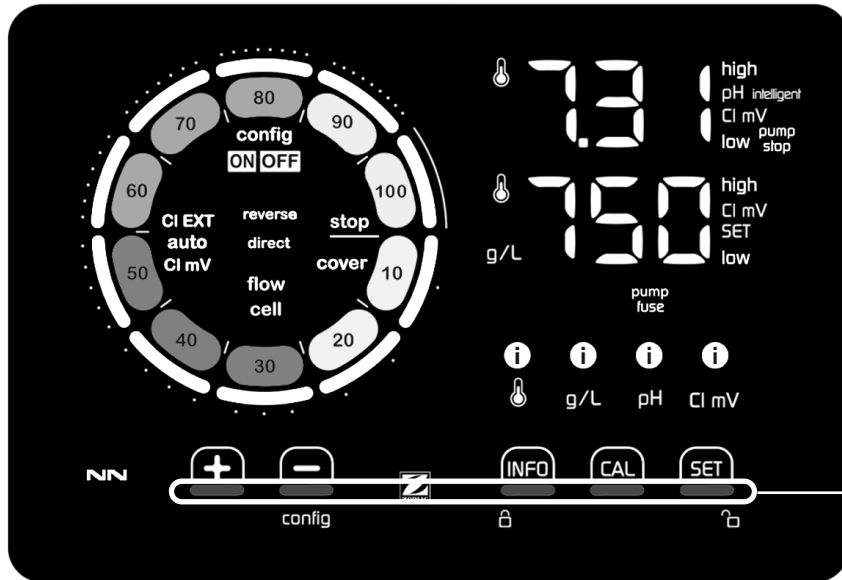 80
70
90
config
ON OFF
60
100
Cl EXT
auto
Cl mV
reverse
direct
stop
cover
flow
cell
50
10
40
20
30
7.31
high
pH intelligent
Cl mV
low pump
stop
750
high
Cl mV
SET
low
g/L
pump
fuse
i i i i
g/L pH Cl mV
NN + − INFO CAL SET
Z
ZODIAC
config